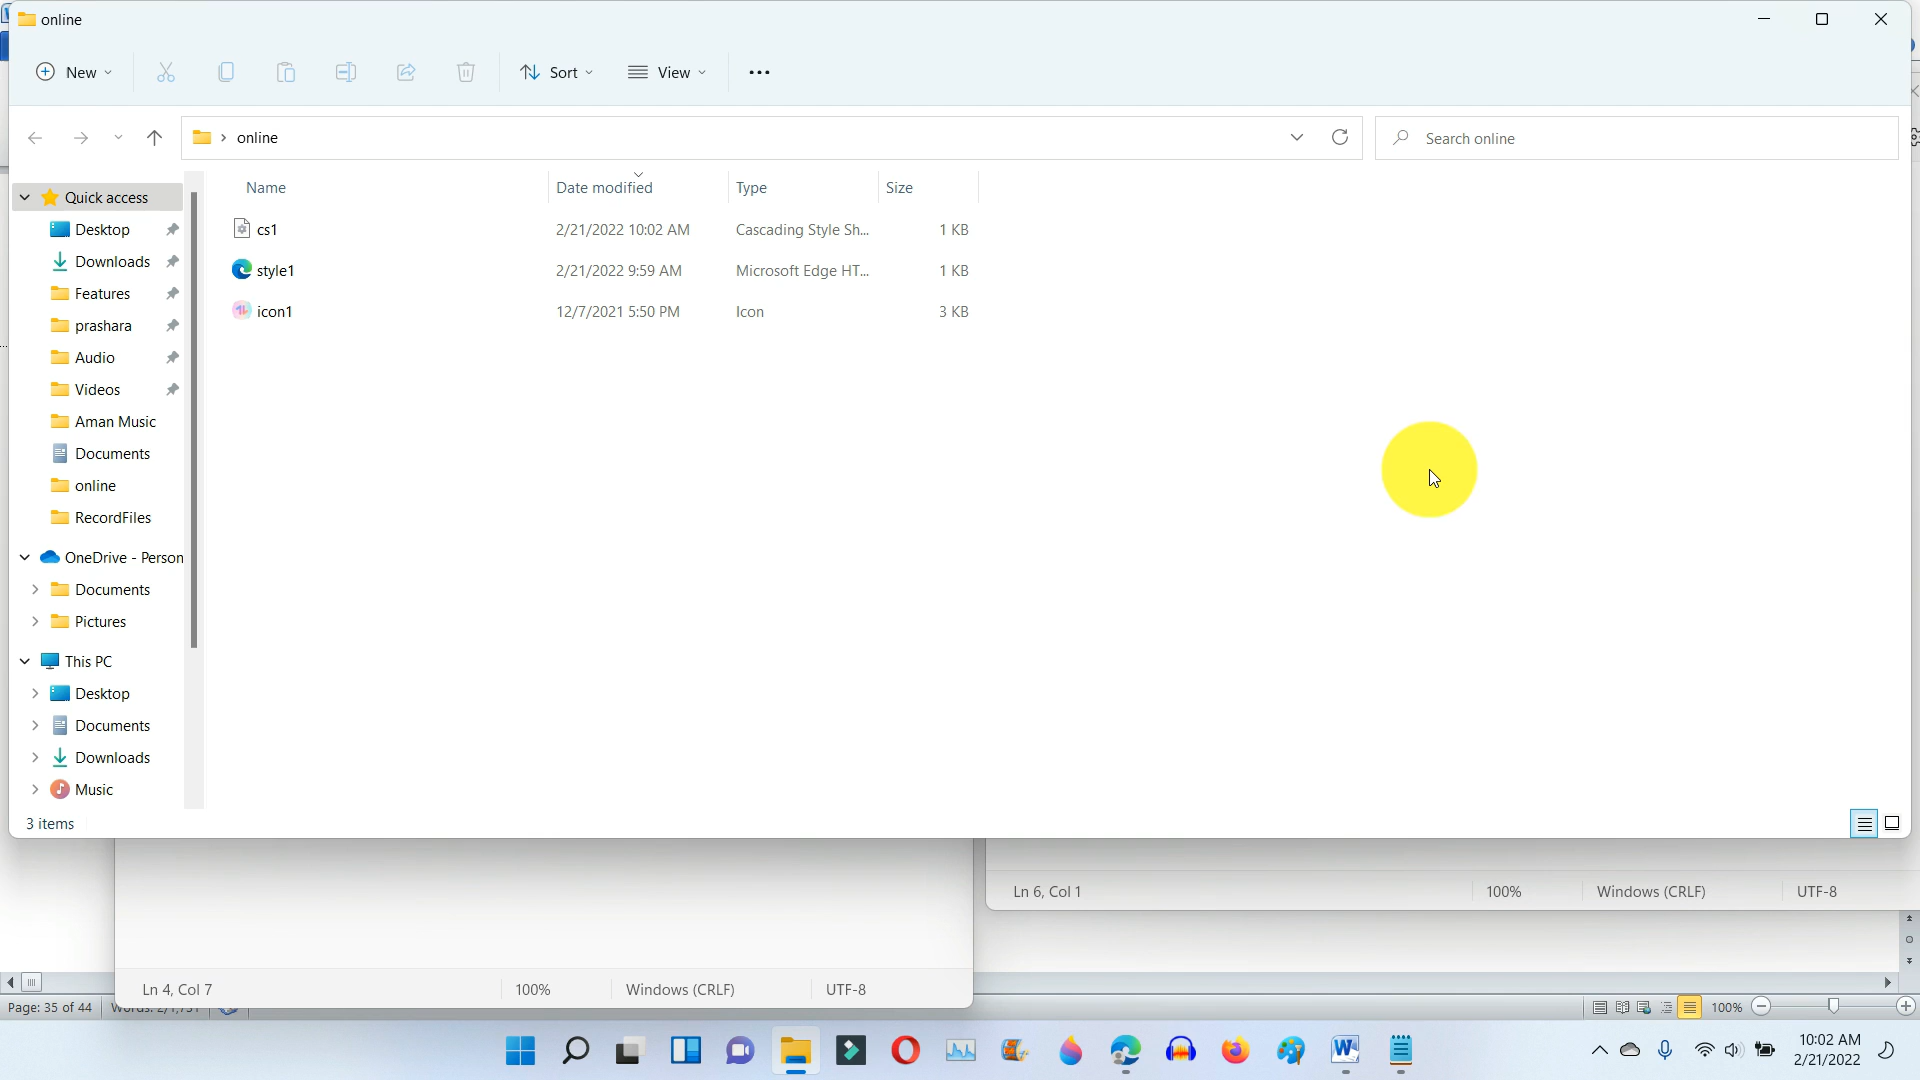 online
New
Sort
View
online
Search online
Name Date modified Type Size
cs1 2/21/2022 10:02 AM Cascading Style Sh... 1 KB
style1 2/21/2022 9:59 AM Microsoft Edge HT... 1 KB
icon1 12/7/2021 5:50 PM Icon 3 KB
Quick access
Desktop
Downloads
Features
prashara
Audio
Videos
Aman Music
Documents
online
RecordFiles
OneDrive - Person
Documents
Pictures
This PC
Desktop
Documents
Downloads
Music
3 items
Ln 6, Col 1 100% Windows (CRLF) UTF-8
Ln 4, Col 7 100% Windows (CRLF) UTF-8
Page: 35 of 44 100%
10:02 AM
2/21/2022